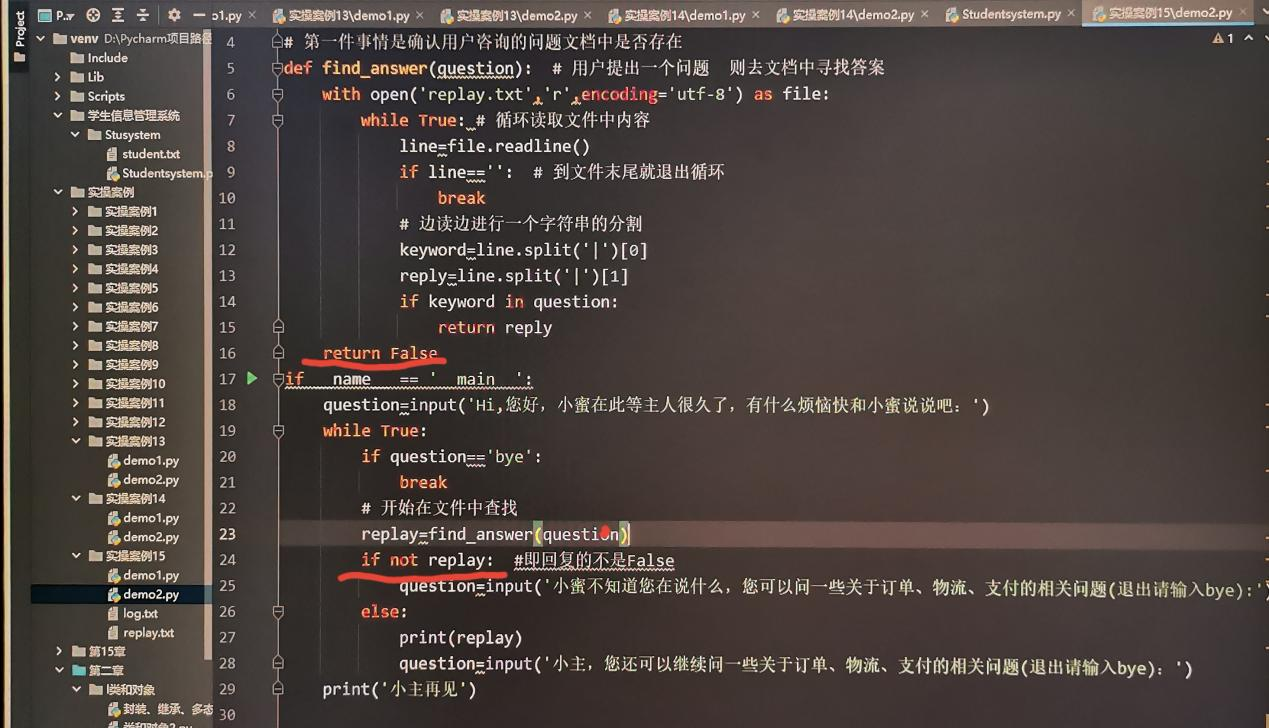 Project
P..
o1.py
实操案例13\demo1.py
实操案例13\demo2.py
实操案例14\demo1.py
实操案例14\demo2.py
Studentsystem.py
实操案例15\demo2.py
venv D:\Pycharm项目路径
Include
Lib
Scripts
学生信息管理系统
Stusystem
student.txt
Studentsystem.p
实操案例
实操案例1
实操案例2
实操案例3
实操案例4
实操案例5
实操案例6
实操案例7
实操案例8
实操案例9
实操案例10
实操案例11
实操案例12
实操案例13
demo1.py
demo2.py
实操案例14
demo1.py
demo2.py
实操案例15
demo1.py
demo2.py
log.txt
replay.txt
第15章
第二章
类和对象
封装、继承、多态
1
4 # 第一件事情是确认用户咨询的问题文档中是否存在
5 def find_answer(question): # 用户提出一个问题 则去文档中寻找答案
6 with open('replay.txt','r',encoding='utf-8') as file:
7 while True: # 循环读取文件中内容
8 line=file.readline()
9 if line=='': # 到文件末尾就退出循环
10 break
11 # 边读边进行一个字符串的分割
12 keyword=line.split('|')[0]
13 reply=line.split('|')[1]
14 if keyword in question:
15 return reply
16 return False
17 if __name__ == '__main__':
18 question=input('Hi,您好，小蜜在此等主人很久了，有什么烦恼快和小蜜说说吧：')
19 while True:
20 if question=='bye':
21 break
22 # 开始在文件中查找
23 replay=find_answer(question)
24 if not replay: #即回复的不是False
25 question=input('小蜜不知道您在说什么，您可以问一些关于订单、物流、支付的相关问题(退出请输入bye):'
26 else:
27 print(replay)
28 question=input('小主，您还可以继续问一些关于订单、物流、支付的相关问题(退出请输入bye)：')
29 print('小主再见')
30